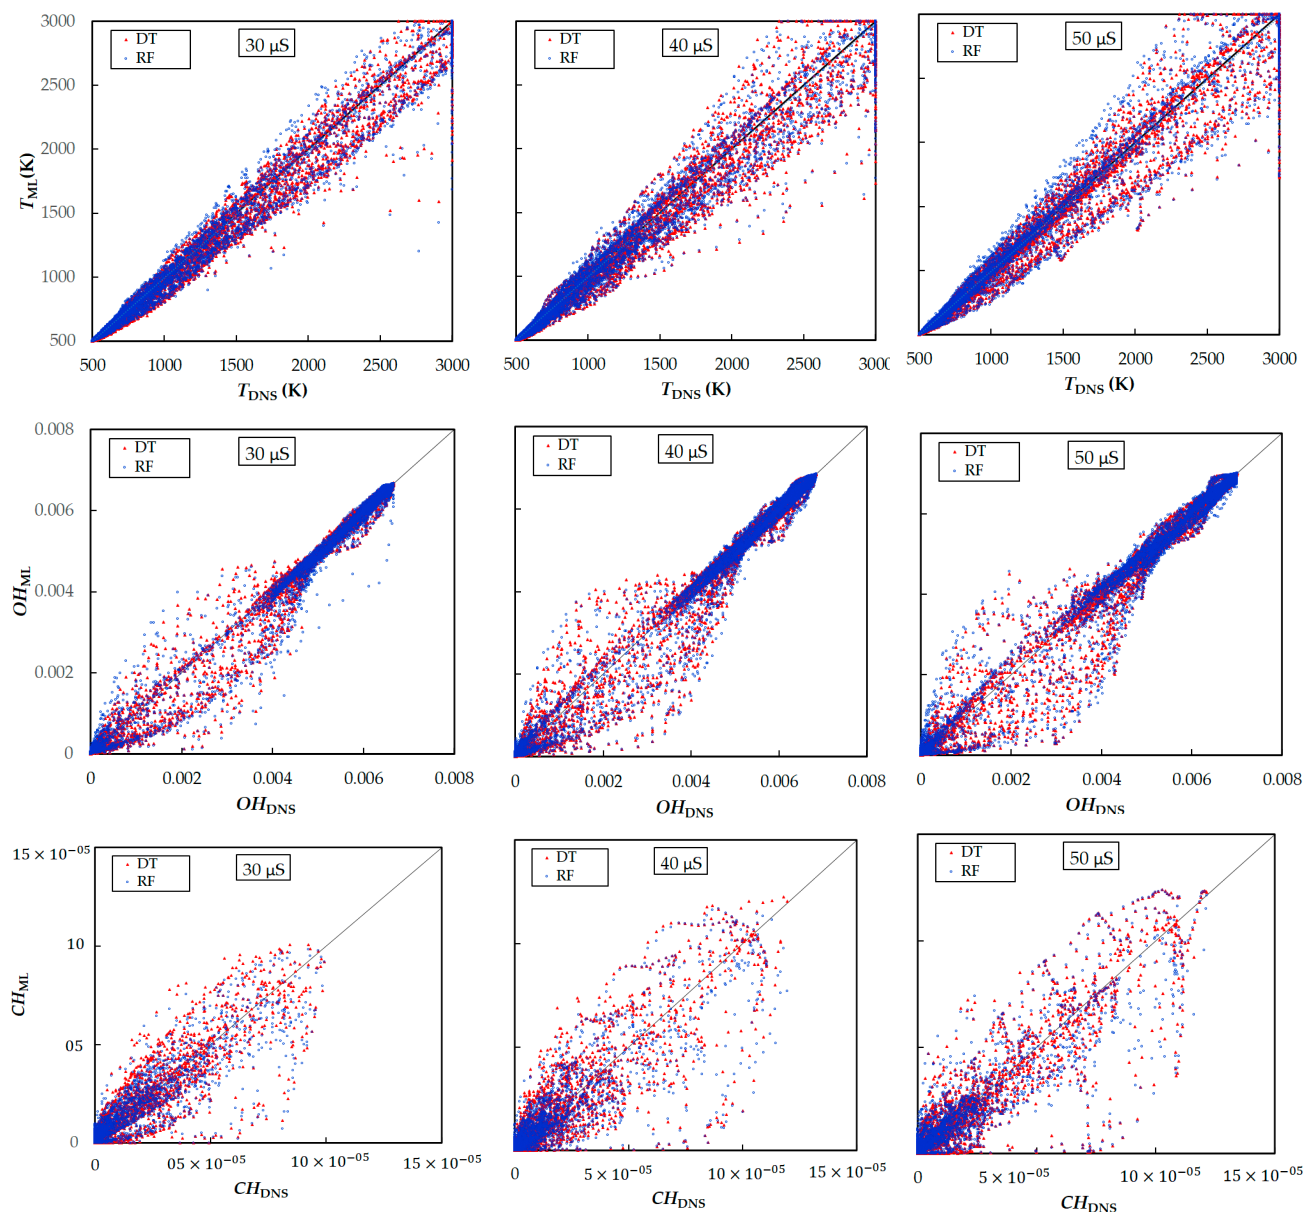 3000
2500
2000
1500
1000
500
T_ML (K)
DT
RF
30 µS
500 1000 1500 2000 2500 3000
T_DNS (K)
DT
RF
40 µS
500 1000 1500 2000 2500 3000
T_DNS (K)
DT
RF
50 µS
500 1000 1500 2000 2500 3000
T_DNS (K)
0.008
0.006
0.004
0.002
0
OH_ML
DT
RF
30 µS
0 0.002 0.004 0.006 0.008
OH_DNS
DT
RF
40 µS
0 0.002 0.004 0.006 0.008
OH_DNS
DT
RF
50 µS
0 0.002 0.004 0.006 0.008
OH_DNS
15 × 10⁻⁰⁵
10
05
0
CH_ML
DT
RF
30 µS
0 05 × 10⁻⁰⁵ 10 × 10⁻⁰⁵ 15 × 10⁻⁰⁵
CH_DNS
DT
RF
40 µS
0 5 × 10⁻⁰⁵ 10 × 10⁻⁰⁵ 15 × 10⁻⁰⁵
CH_DNS
DT
RF
50 µS
0 5 × 10⁻⁰⁵ 10 × 10⁻⁰⁵ 15 × 10⁻⁰⁵
CH_DNS